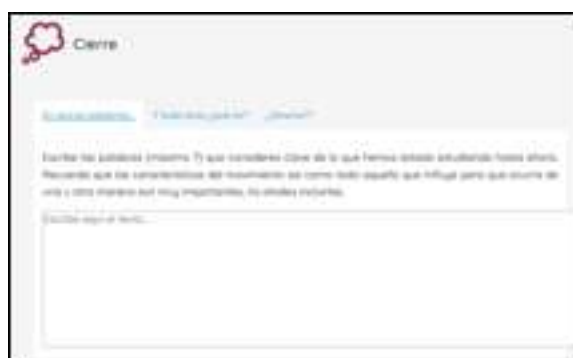 Cierre
Escribe las palabras (máximo 7) que consideres clave de lo que hemos estado estudiando hasta ahora.
Recuerda que las características del movimiento así como todo aquello que influye para que ocurra de
una u otra manera son muy importantes, no olvides incluirlas.
Escribe aquí el texto...